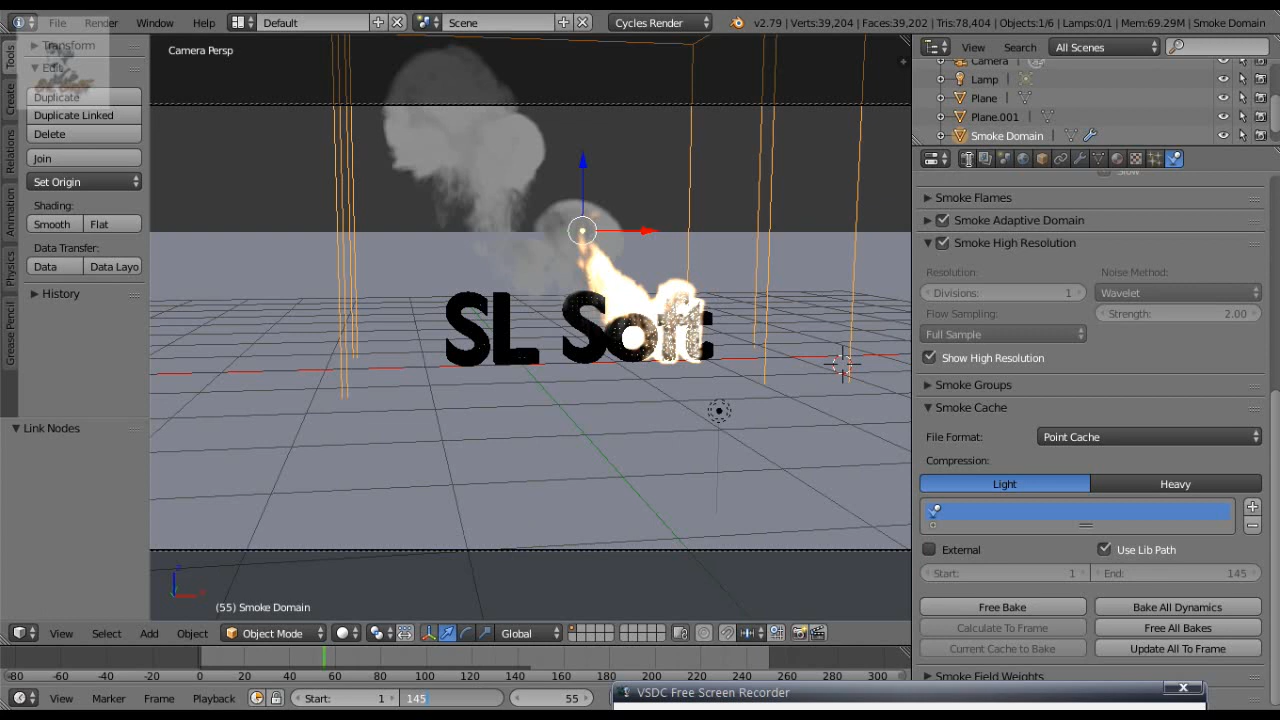 File Render Window Help Default Scene Cycles Render v2.79 | Verts:39,204 | Faces:39,202 | Tris:78,404 | Objects:1/6 | Lamps:0/1 | Mem:69.29M | Smoke Domain
Tools
Create
Relations
Animation
Physics
Grease Pencil
Transform
Edit
Duplicate
Duplicate Linked
Delete
Join
Set Origin
Shading:
Smooth Flat
Data Transfer:
Data Data Layo
History
Link Nodes
Camera Persp
SL Soft
(55) Smoke Domain
View Search All Scenes
Camera
Lamp
Plane
Plane.001
Smoke Domain
Slow
Smoke Flames
Smoke Adaptive Domain
Smoke High Resolution
Resolution: Noise Method:
Divisions: 1 Wavelet
Flow Sampling: Strength: 2.00
Full Sample
Show High Resolution
Smoke Groups
Smoke Cache
File Format: Point Cache
Compression:
Light Heavy
External Use Lib Path
Start: 1 End: 145
Free Bake Bake All Dynamics
Calculate To Frame Free All Bakes
Current Cache to Bake Update All To Frame
Smoke Field Weights
View Select Add Object Object Mode Global
-80 -60 -40 -20 0 20 40 60 80 100 120 140 160 180 200 220 240 260 280 300
View Marker Frame Playback Start: 1 145 55
VSDC Free Screen Recorder